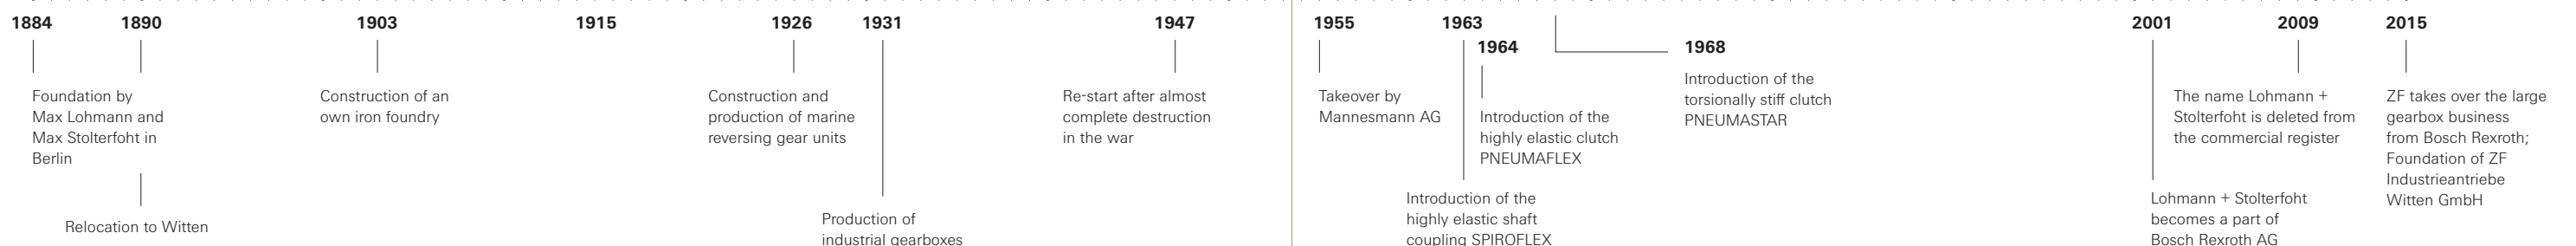 1884
Foundation by
Max Lohmann and
Max Stolterfoht in
Berlin
1890
Relocation to Witten
1903
Construction of an
own iron foundry
1915
1926
Construction and
production of marine
reversing gear units
1931
Production of
industrial gearboxes
1947
Re-start after almost
complete destruction
in the war
1955
Takeover by
Mannesmann AG
1963
Introduction of the
highly elastic shaft
coupling SPIROFLEX
1964
Introduction of the
highly elastic clutch
PNEUMAFLEX
1968
Introduction of the
torsionally stiff clutch
PNEUMASTAR
2001
Lohmann + Stolterfoht
becomes a part of
Bosch Rexroth AG
2009
The name Lohmann +
Stolterfoht is deleted from
the commercial register
2015
ZF takes over the large
gearbox business
from Bosch Rexroth;
Foundation of ZF
Industrieantriebe
Witten GmbH